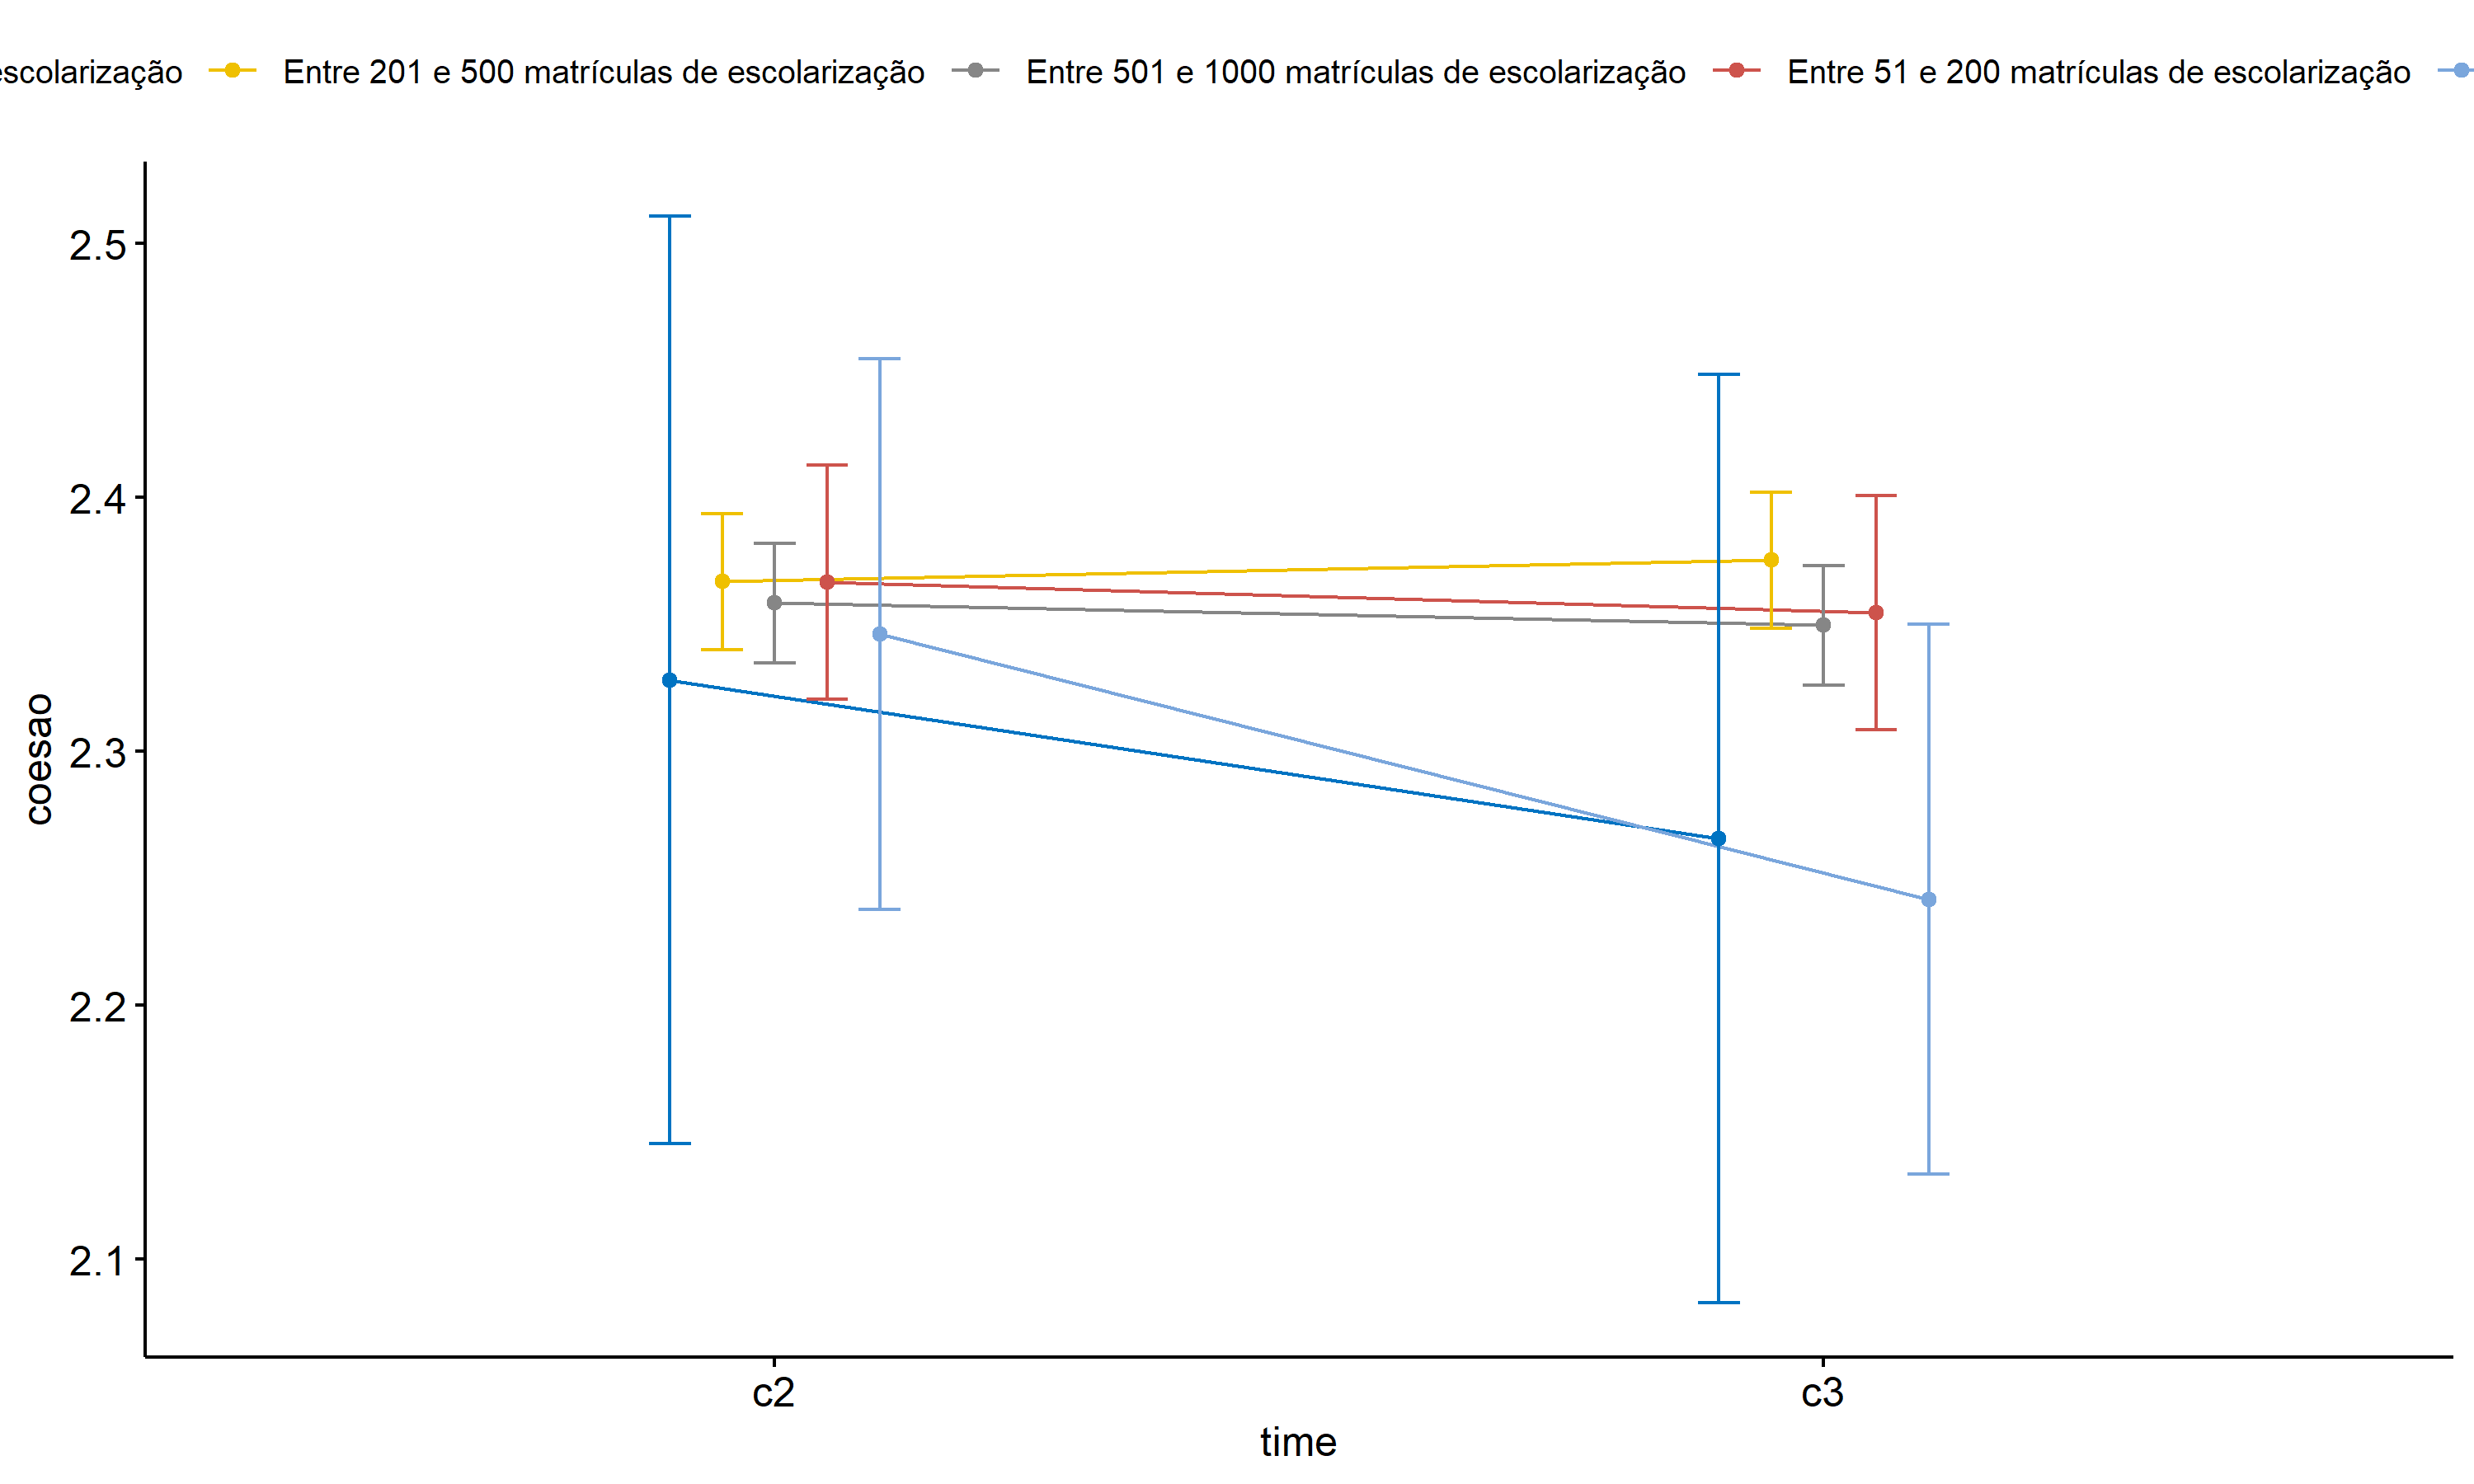 escolarização Entre 201 e 500 matrículas de escolarização Entre 501 e 1000 matrículas de escolarização Entre 51 e 200 matrículas de escolarização
2.5
2.4
2.3
2.2
2.1
coesao
c2 c3
time